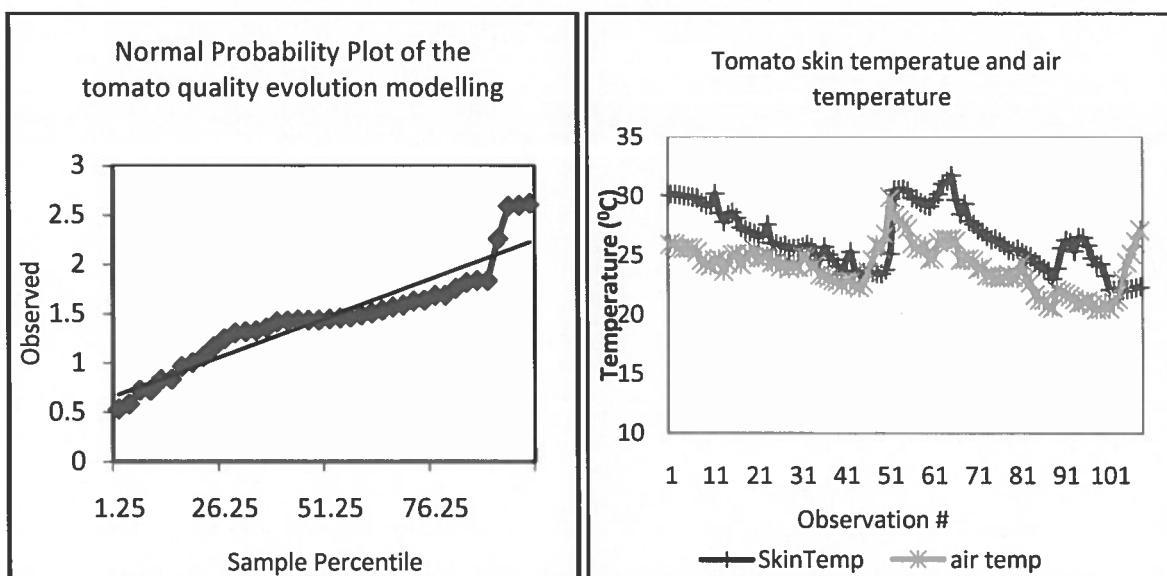 Normal Probability Plot of the
tomato quality evolution modelling
3
2.5
2
1.5
1
0.5
0
Observed
1.25 26.25 51.25 76.25
Sample Percentile
Tomato skin temperatue and air
temperature
35
30
25
20
15
10
Temperature (⁰C)
1 11 21 31 41 51 61 71 81 91 101
Observation #
SkinTemp air temp